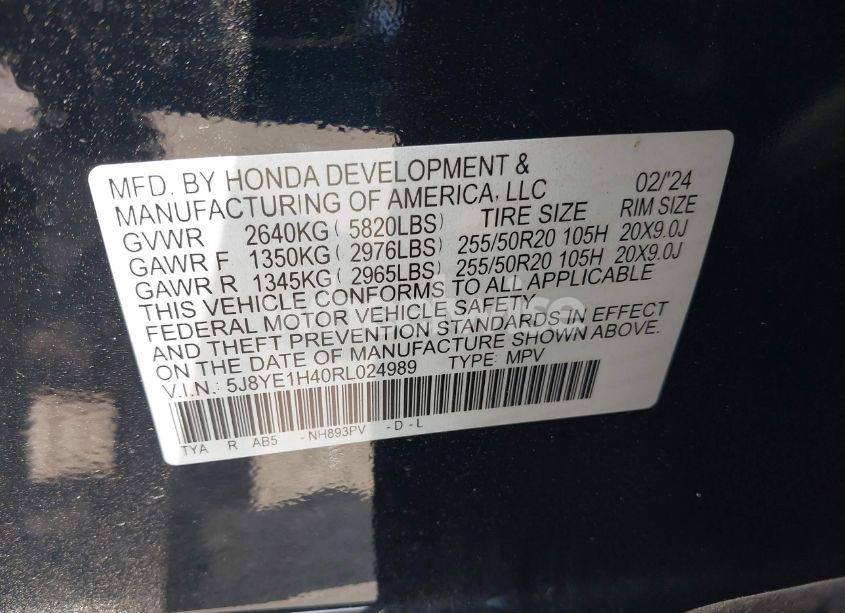 MFD. BY HONDA DEVELOPMENT & 02/'24
MANUFACTURING OF AMERICA, LLC TIRE SIZE RIM SIZE
GVWR 2640KG( 5820LBS)
GAWR F 1350KG( 2976LBS) 255/50R20 105H 20X9.0J
GAWR R 1345KG( 2965LBS) 255/50R20 105H 20X9.0J
THIS VEHICLE CONFORMS TO ALL APPLICABLE
FEDERAL MOTOR VEHICLE SAFETY
AND THEFT PREVENTION STANDARDS IN EFFECT
ON THE DATE OF MANUFACTURE SHOWN ABOVE.
V.I.N.: 5J8YE1H40RL024989 TYPE: MPV
TYA R AB5 -NH893PV -D-L